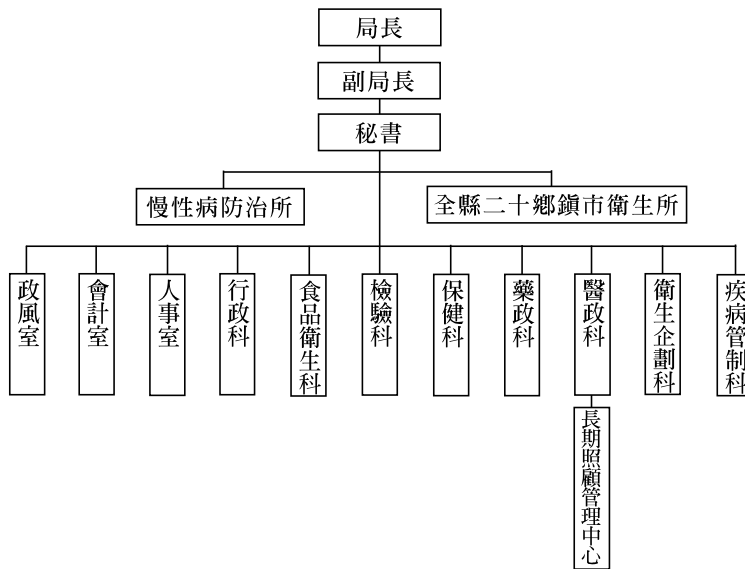 局長
副局長
秘書
慢性病防治所
全縣二十鄉鎮市衛生所
政風室
會計室
人事室
行政科
食品衛生科
檢驗科
保健科
藥政科
醫政科
衛生企劃科
疾病管制科
長期照顧管理中心